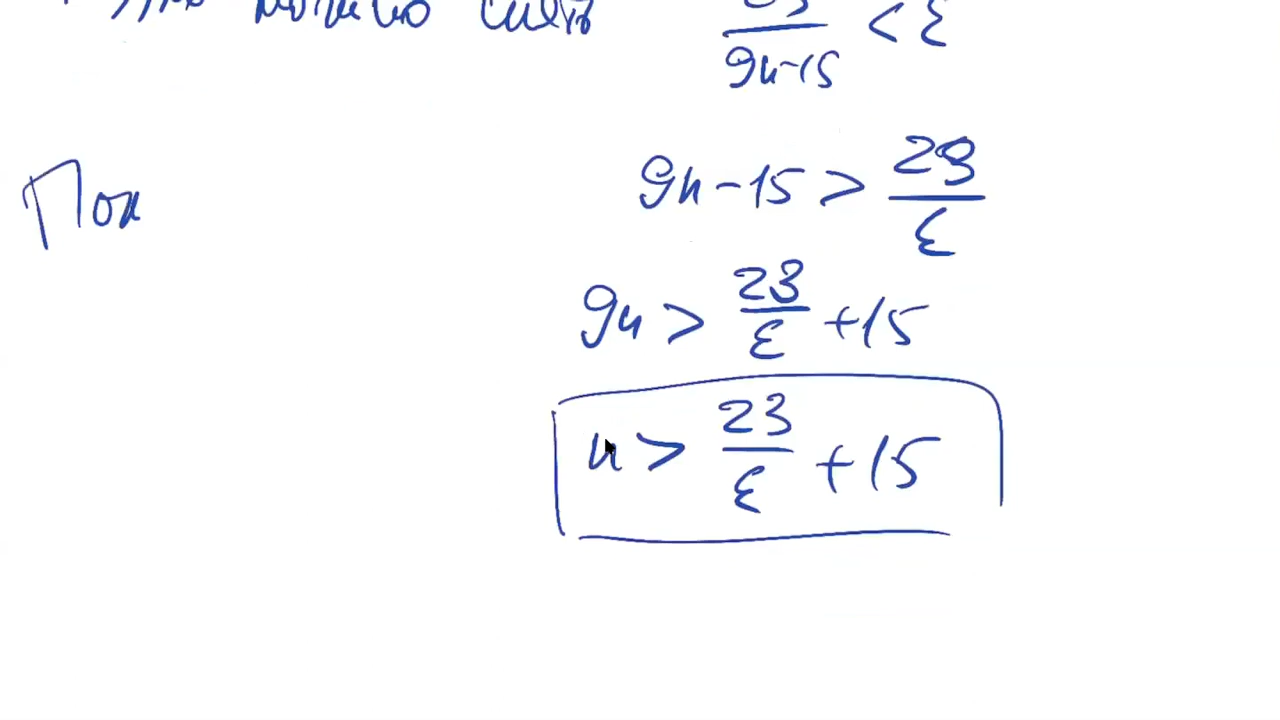 23/(9n-15) < ε
9n - 15 > 23/ε
Пок
9n > 23/ε + 15
n > 23/ε + 15